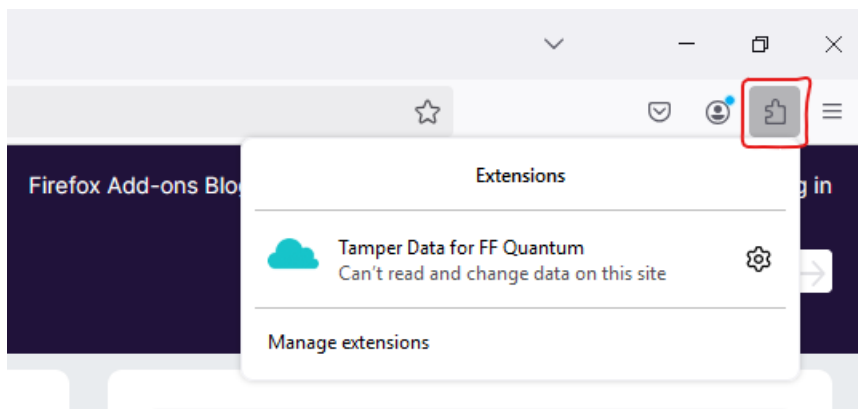 Firefox Add-ons Blo
g in
Extensions
Tamper Data for FF Quantum
Can't read and change data on this site
Manage extensions